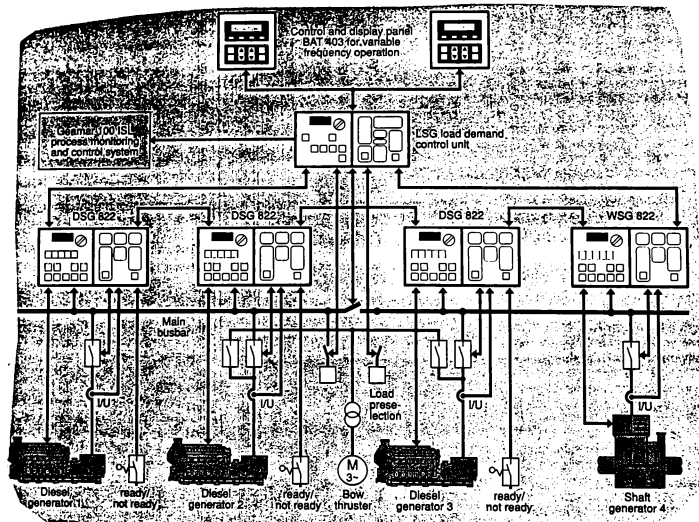 Control and display panel
BAT 403 for variable
frequency operation
Geamar 100 ISL
process monitoring
and control system
LSG load demand
control unit
DSG 822
DSG 822
DSG 822
WSG 822
Main
busbar
I/U
I/U
I/U
I/U
Load
prese
lection
M
3~
Diesel
generator 1
ready/
not ready
Diesel
generator 2
ready/
not ready
Bow
thruster
Diesel
generator 3
ready/
not ready
Shaft
generator 4